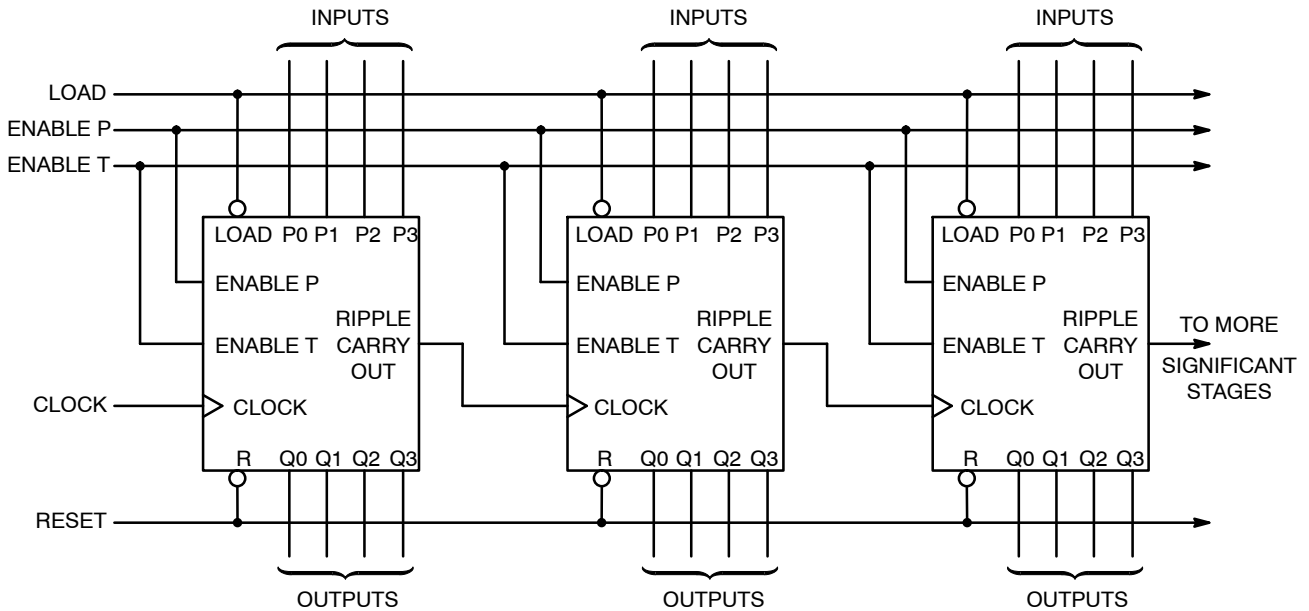 INPUTS INPUTS INPUTS
LOAD
ENABLE P
ENABLE T
LOAD P0 P1 P2 P3 LOAD P0 P1 P2 P3 LOAD P0 P1 P2 P3
ENABLE P ENABLE P ENABLE P
RIPPLE RIPPLE RIPPLE TO MORE
ENABLE T CARRY ENABLE T CARRY ENABLE T CARRY
OUT OUT OUT SIGNIFICANT
STAGES
CLOCK CLOCK CLOCK CLOCK
R Q0 Q1 Q2 Q3 R Q0 Q1 Q2 Q3 R Q0 Q1 Q2 Q3
RESET
OUTPUTS OUTPUTS OUTPUTS